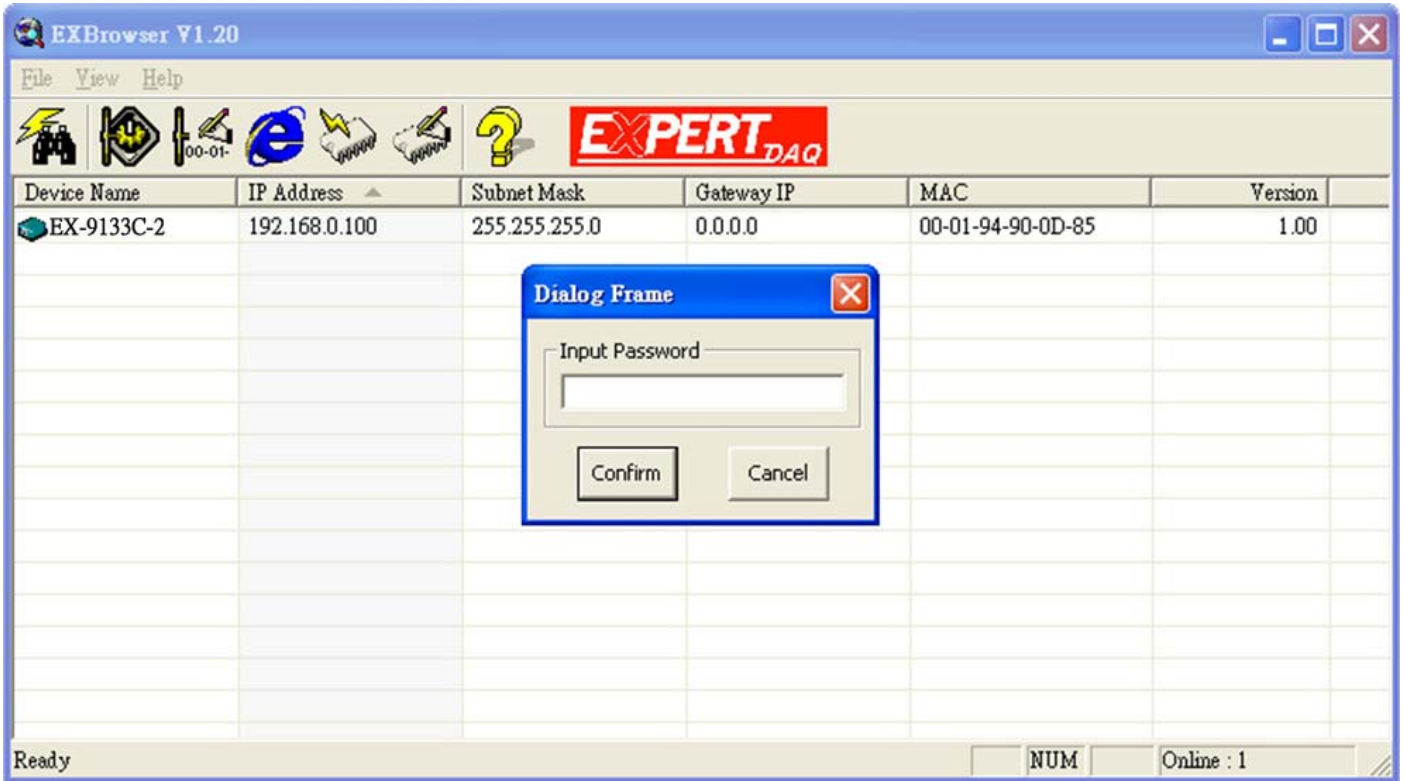 EXBrowser V1.20
File View Help
00-01-
EXPERT DAQ
Device Name IP Address Subnet Mask Gateway IP MAC Version
EX-9133C-2 192.168.0.100 255.255.255.0 0.0.0.0 00-01-94-90-0D-85 1.00
Dialog Frame
Input Password
Confirm Cancel
Ready NUM Online : 1